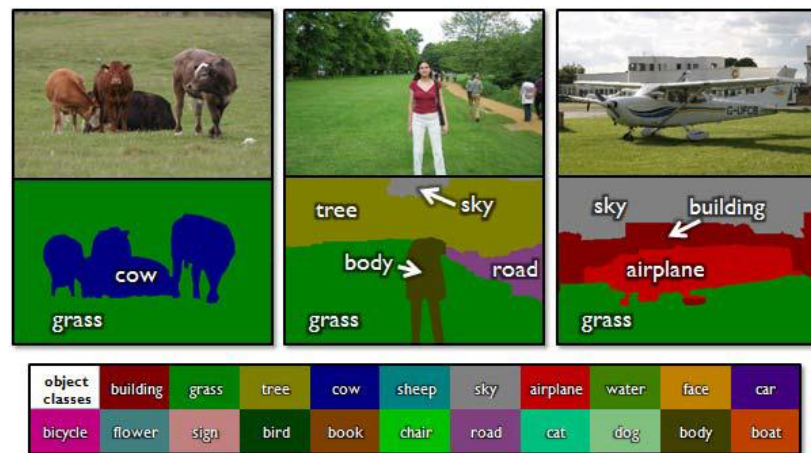 G-UFCB
sky
tree
sky
building
body
cow
road
airplane
grass
grass
grass
object classes
building
grass
tree
cow
sheep
sky
airplane
water
face
car
bicycle
flower
sign
bird
book
chair
road
cat
dog
body
boat